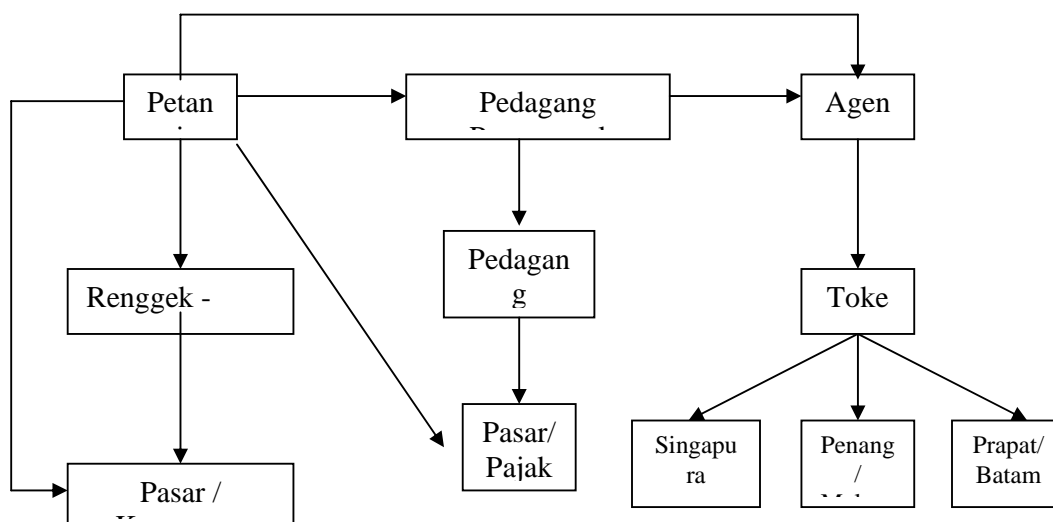 Petan
i
Pedagang
Agen
Pedagan
g
Renggek -
Toke
Pasar/
Pajak
Singapu
ra
Penang
/
Prapat/
Batam
Pasar /